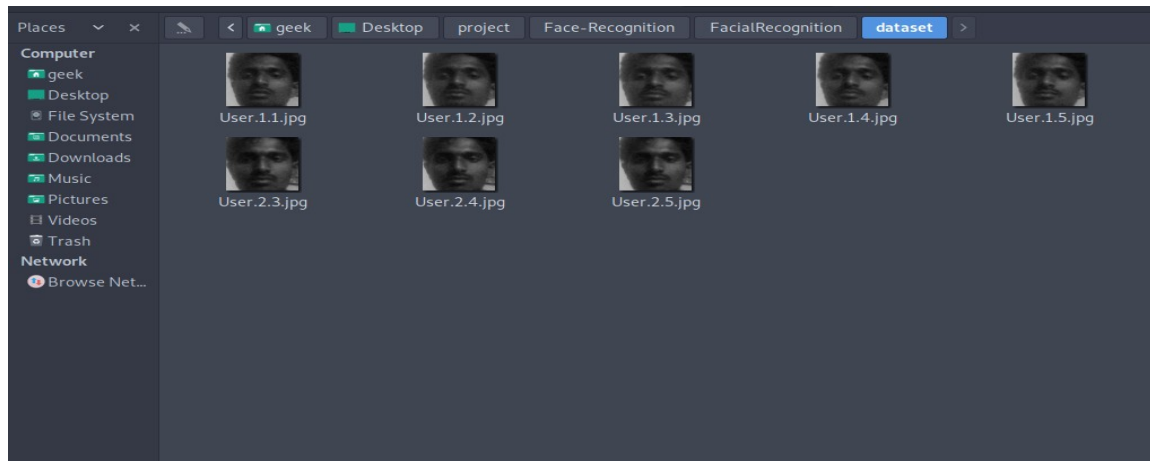 Places
< geek Desktop project Face-Recognition FacialRecognition dataset >
Computer
geek
Desktop
File System
Documents
Downloads
Music
Pictures
Videos
Trash
Network
Browse Net...
User.1.1.jpg User.1.2.jpg User.1.3.jpg User.1.4.jpg User.1.5.jpg
User.2.3.jpg User.2.4.jpg User.2.5.jpg